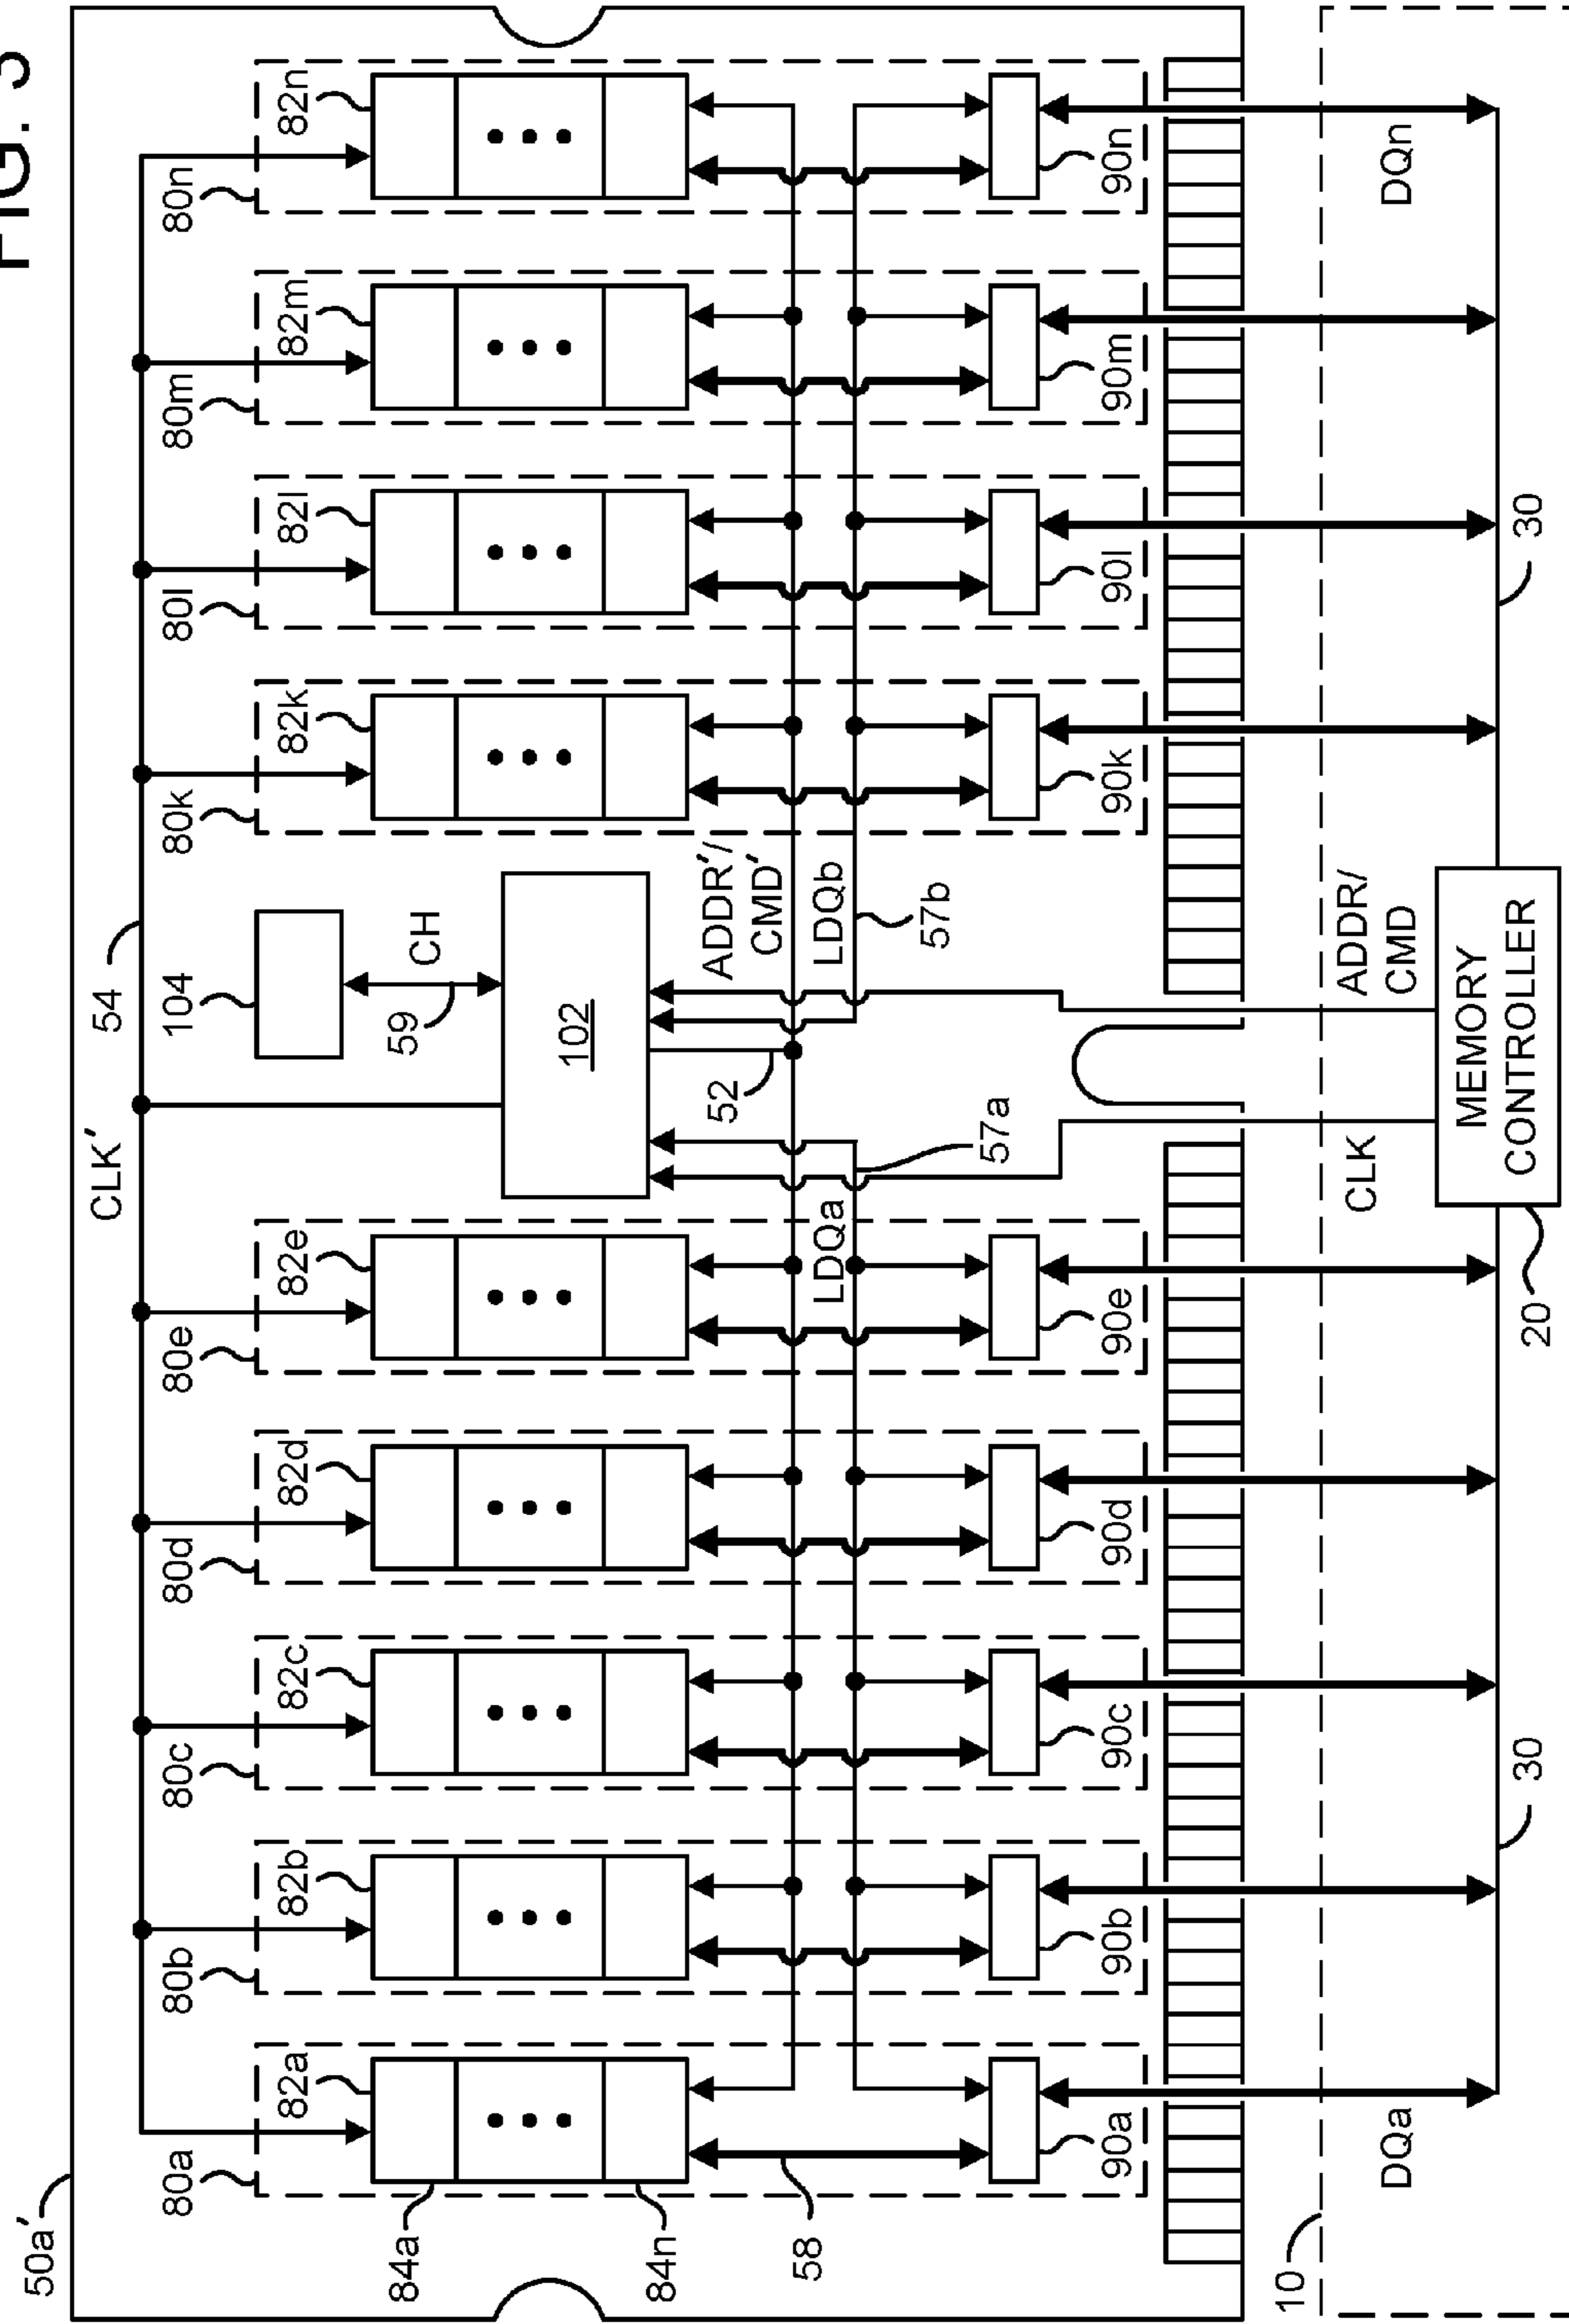 FIG.
50a′
CLK′
54
80a
80b
80c
80d
80e
104
80k
80l
80m
80n
82a
82b
82c
82d
82e
82k
82l
82m
82n
84a
59
CH
102
84n
52
ADDR′/
CMD′
58
LDQa
LDQb
57a
57b
90a
90b
90c
90d
90e
90k
90l
90m
90n
10
DQa
CLK
ADDR/
CMD
DQn
MEMORY
CONTROLLER
30
20
30